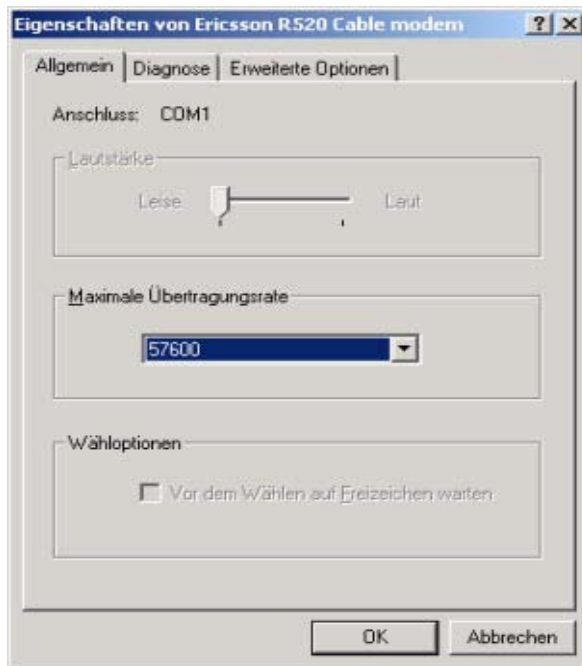 Eigenschaften von Ericsson R520 Cable modem
Allgemein Diagnose Erweiterte Optionen
Anschluss: COM1
Lautstärke
Leise Laut
Maximale Übertragungsrate
57600
Wähloptionen
Vor dem Wählen auf Freizeichen warten
OK Abbrechen